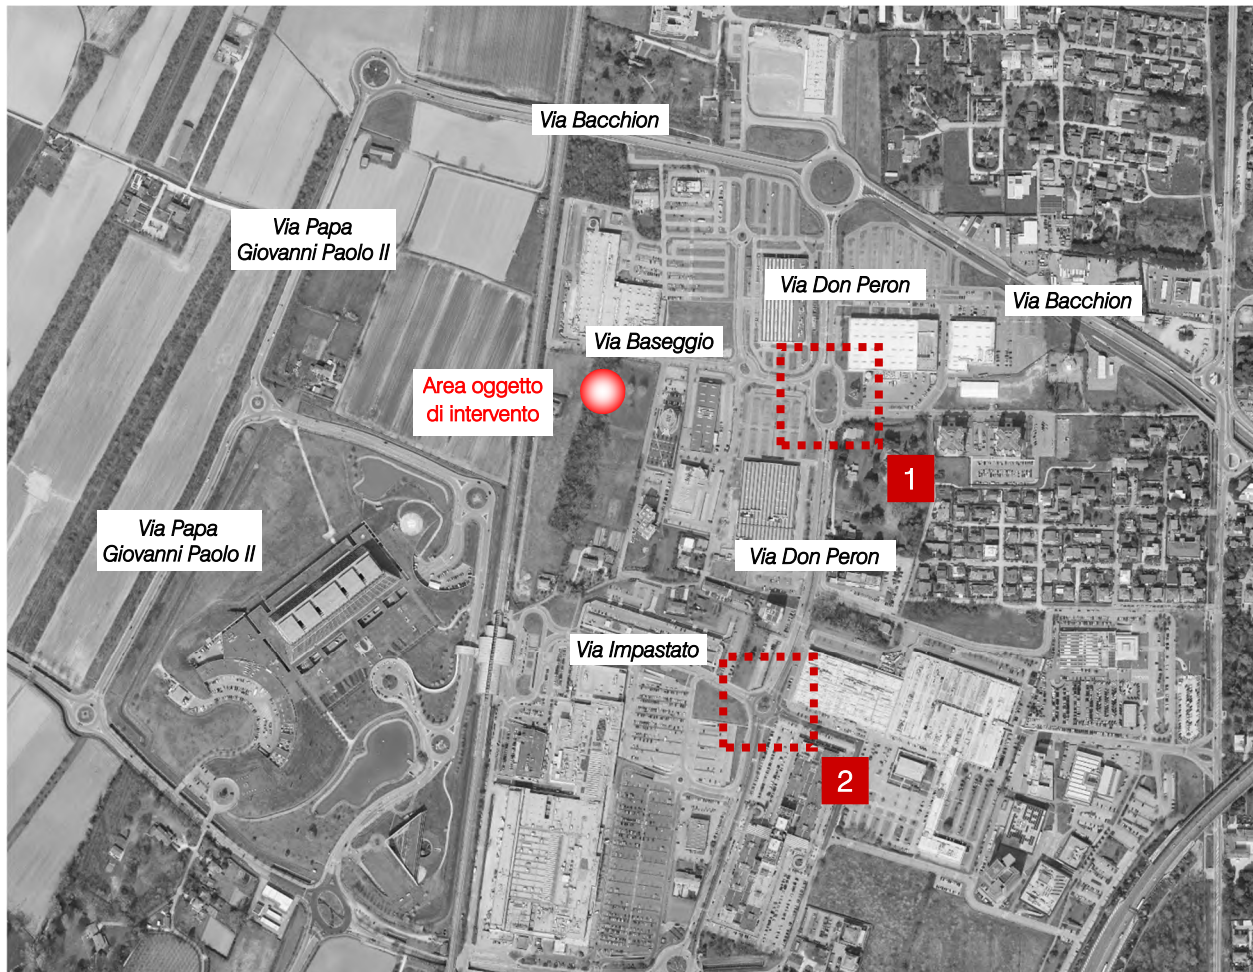 Via Bacchion
Via Papa
Giovanni Paolo II
Via Don Peron
Via Bacchion
Via Baseggio
Area oggetto
di intervento
1
Via Papa
Giovanni Paolo II
Via Don Peron
Via Impastato
2